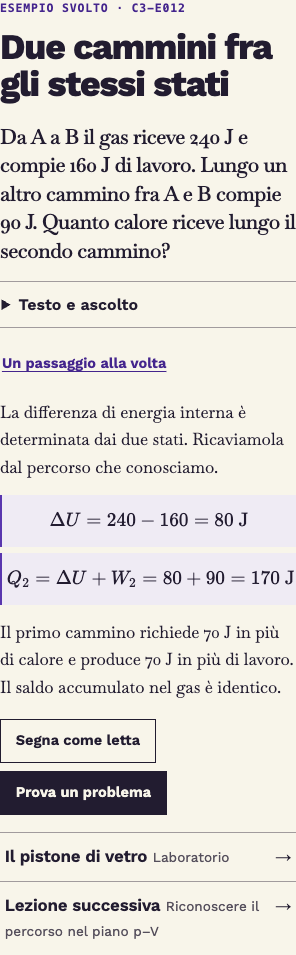 ESEMPIO SVOLTO · C3–E012
Due cammini fra
gli stessi stati
Da A a B il gas riceve 240 J e
compie 160 J di lavoro. Lungo un
altro cammino fra A e B compie
90 J. Quanto calore riceve lungo il
secondo cammino?
▶ Testo e ascolto
Un passaggio alla volta
La differenza di energia interna è
determinata dai due stati. Ricaviamola
dal percorso che conosciamo.
ΔU = 240 − 160 = 80 J
Q₂ = ΔU + W₂ = 80 + 90 = 170 J
Il primo cammino richiede 70 J in più
di calore e produce 70 J in più di lavoro.
Il saldo accumulato nel gas è identico.
Segna come letta
Prova un problema
Il pistone di vetro Laboratorio →
Lezione successiva Riconoscere il →
percorso nel piano p–V